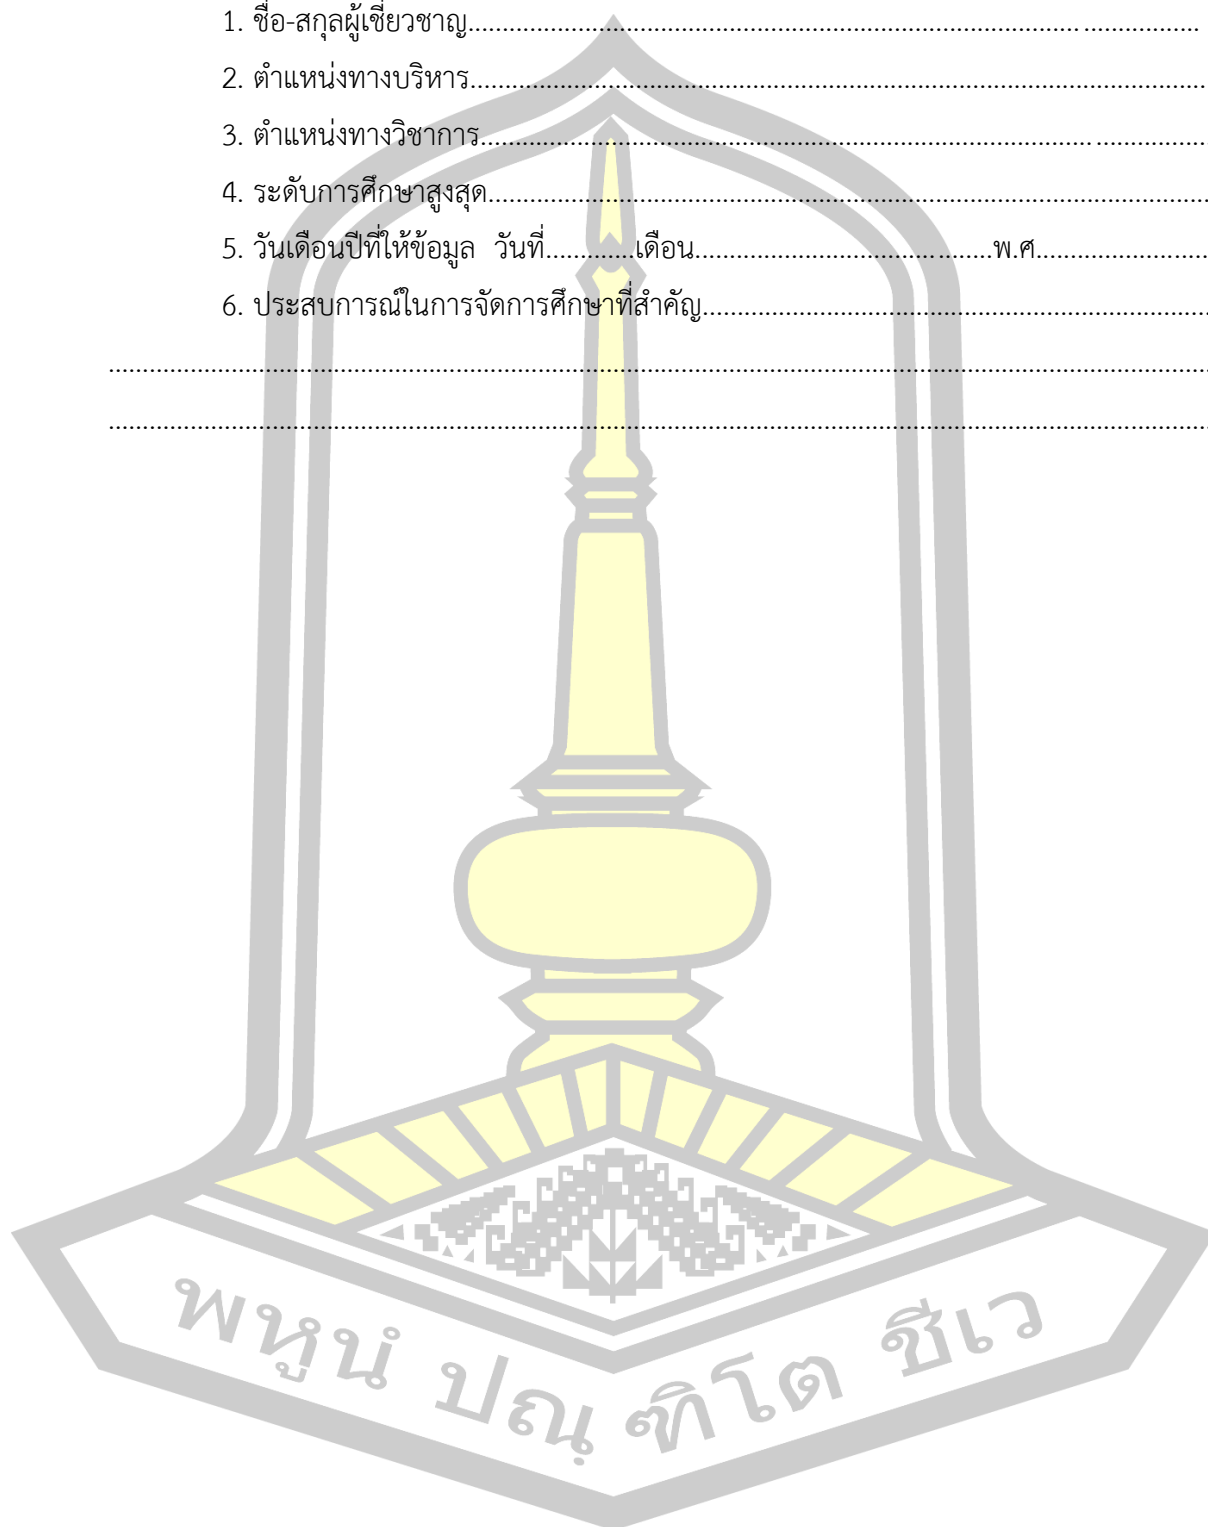 1. ชื่อ-สกุลผู้เชี่ยวชาญ....................................................................................................................
2. ตำแหน่งทางบริหาร....................................................................................................................
3. ตำแหน่งทางวิชาการ....................................................................................................................
4. ระดับการศึกษาสูงสุด....................................................................................................................
5. วันเดือนปีที่ให้ข้อมูล วันที่..............เดือน....................................................พ.ศ..............................
6. ประสบการณ์ในการจัดการศึกษาที่สำคัญ....................................................................................
....................................................................................................................................................
....................................................................................................................................................
พหูนํ ปณฺฑิโต ชีเว